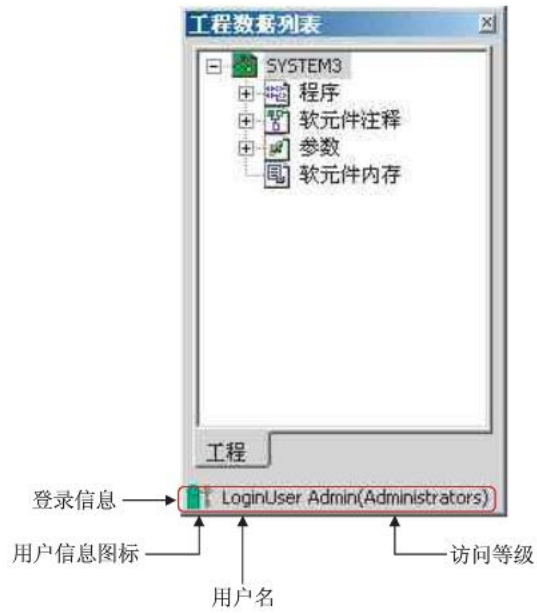 工程数据列表
SYSTEM3
程序
软元件注释
参数
软元件内存
工程
登录信息
LoginUser Admin(Administrators)
用户信息图标
访问等级
用户名